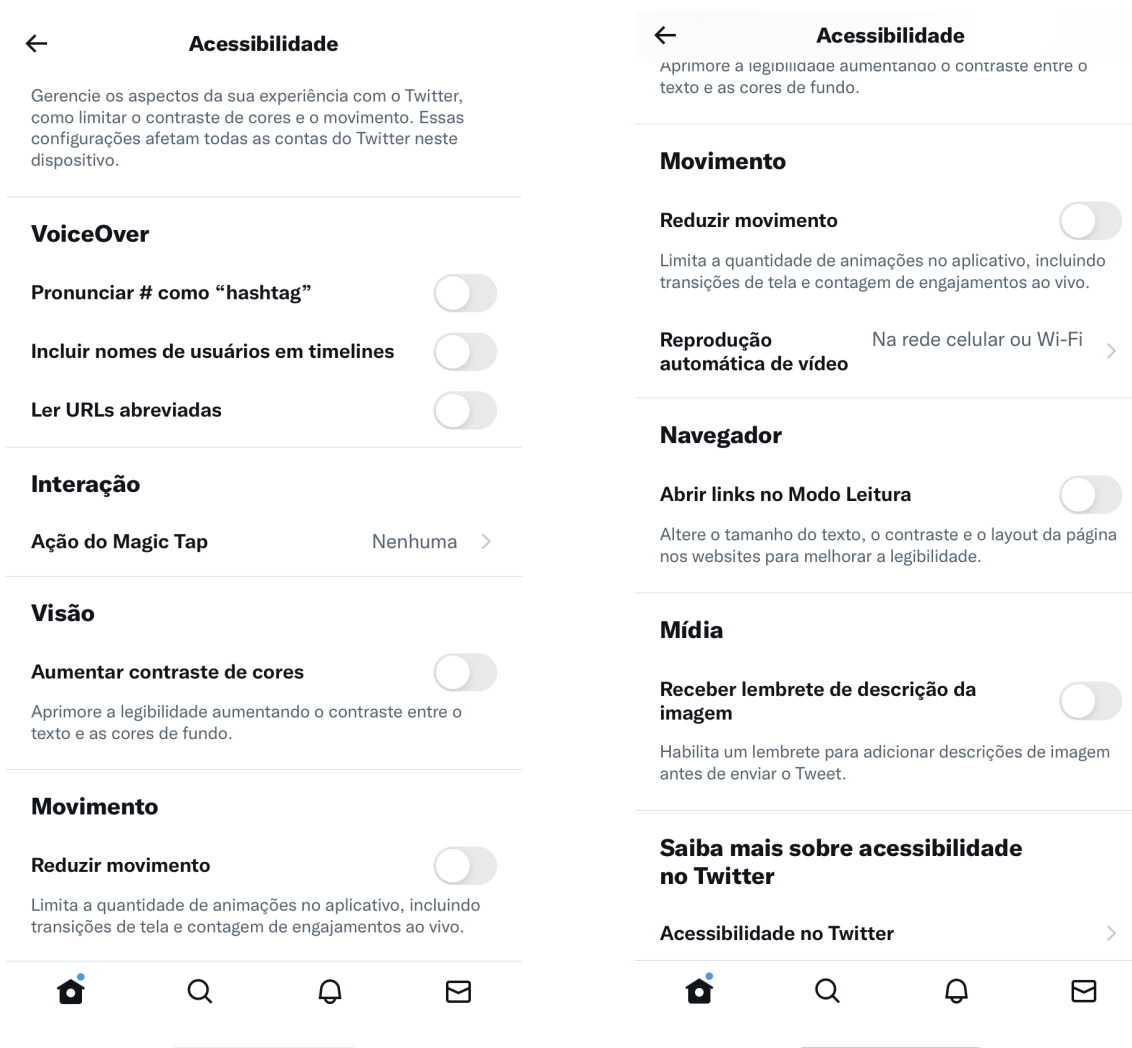 Acessibilidade
Gerencie os aspectos da sua experiência com o Twitter,
como limitar o contraste de cores e o movimento. Essas
configurações afetam todas as contas do Twitter neste
dispositivo.
VoiceOver
Pronunciar # como “hashtag”
Incluir nomes de usuários em timelines
Ler URLs abreviadas
Interação
Ação do Magic Tap Nenhuma
Visão
Aumentar contraste de cores
Aprimore a legibilidade aumentando o contraste entre o
texto e as cores de fundo.
Movimento
Reduzir movimento
Limita a quantidade de animações no aplicativo, incluindo
transições de tela e contagem de engajamentos ao vivo.
Acessibilidade
Aprimore a legibilidade aumentando o contraste entre o
texto e as cores de fundo.
Movimento
Reduzir movimento
Limita a quantidade de animações no aplicativo, incluindo
transições de tela e contagem de engajamentos ao vivo.
Reprodução Na rede celular ou Wi-Fi
automática de vídeo
Navegador
Abrir links no Modo Leitura
Altere o tamanho do texto, o contraste e o layout da página
nos websites para melhorar a legibilidade.
Mídia
Receber lembrete de descrição da
imagem
Habilita um lembrete para adicionar descrições de imagem
antes de enviar o Tweet.
Saiba mais sobre acessibilidade
no Twitter
Acessibilidade no Twitter